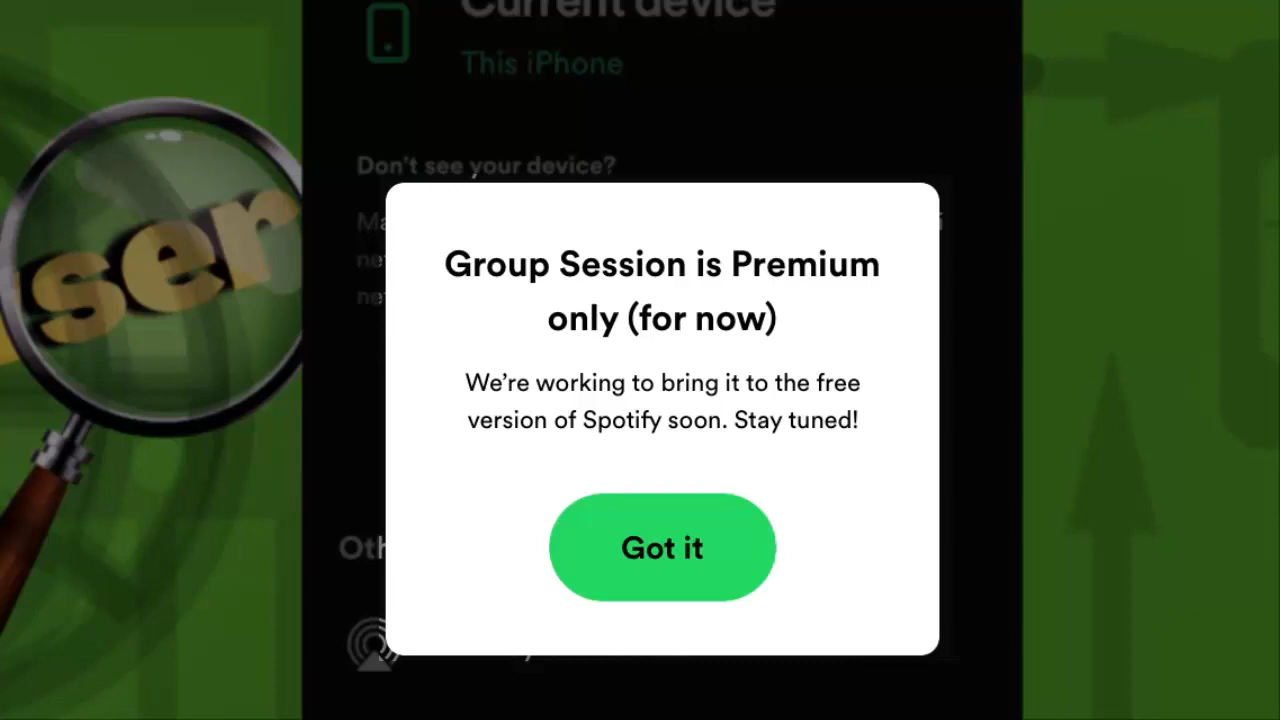 Current device
This iPhone
Don't see your device?
ser
Group Session is Premium
only (for now)
We're working to bring it to the free
version of Spotify soon. Stay tuned!
Got it